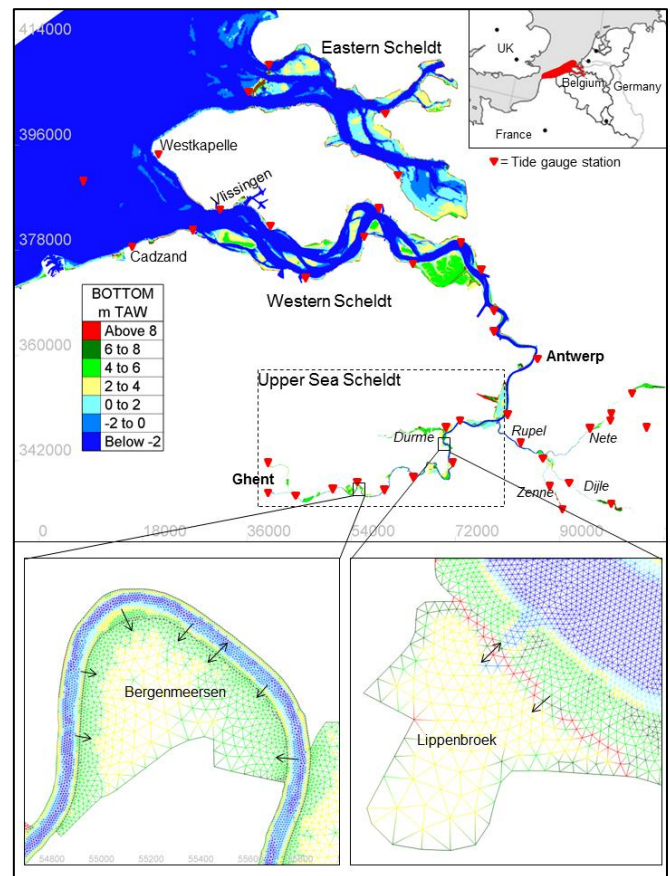 414000
396000
378000
360000
342000
Eastern Scheldt
UK
Belgium
Germany
France
= Tide gauge station
Westkapelle
Vlissingen
Cadzand
Western Scheldt
BOTTOM
m TAW
Above 8
6 to 8
4 to 6
2 to 4
0 to 2
-2 to 0
Below -2
Antwerp
Upper Sea Scheldt
Durme
Rupel
Nete
Ghent
Zenne
Dijle
0 18000 36000 54000 72000 90000
Bergenmeersen
54800 55000 55200 55400 55600 55800
Lippenbroek